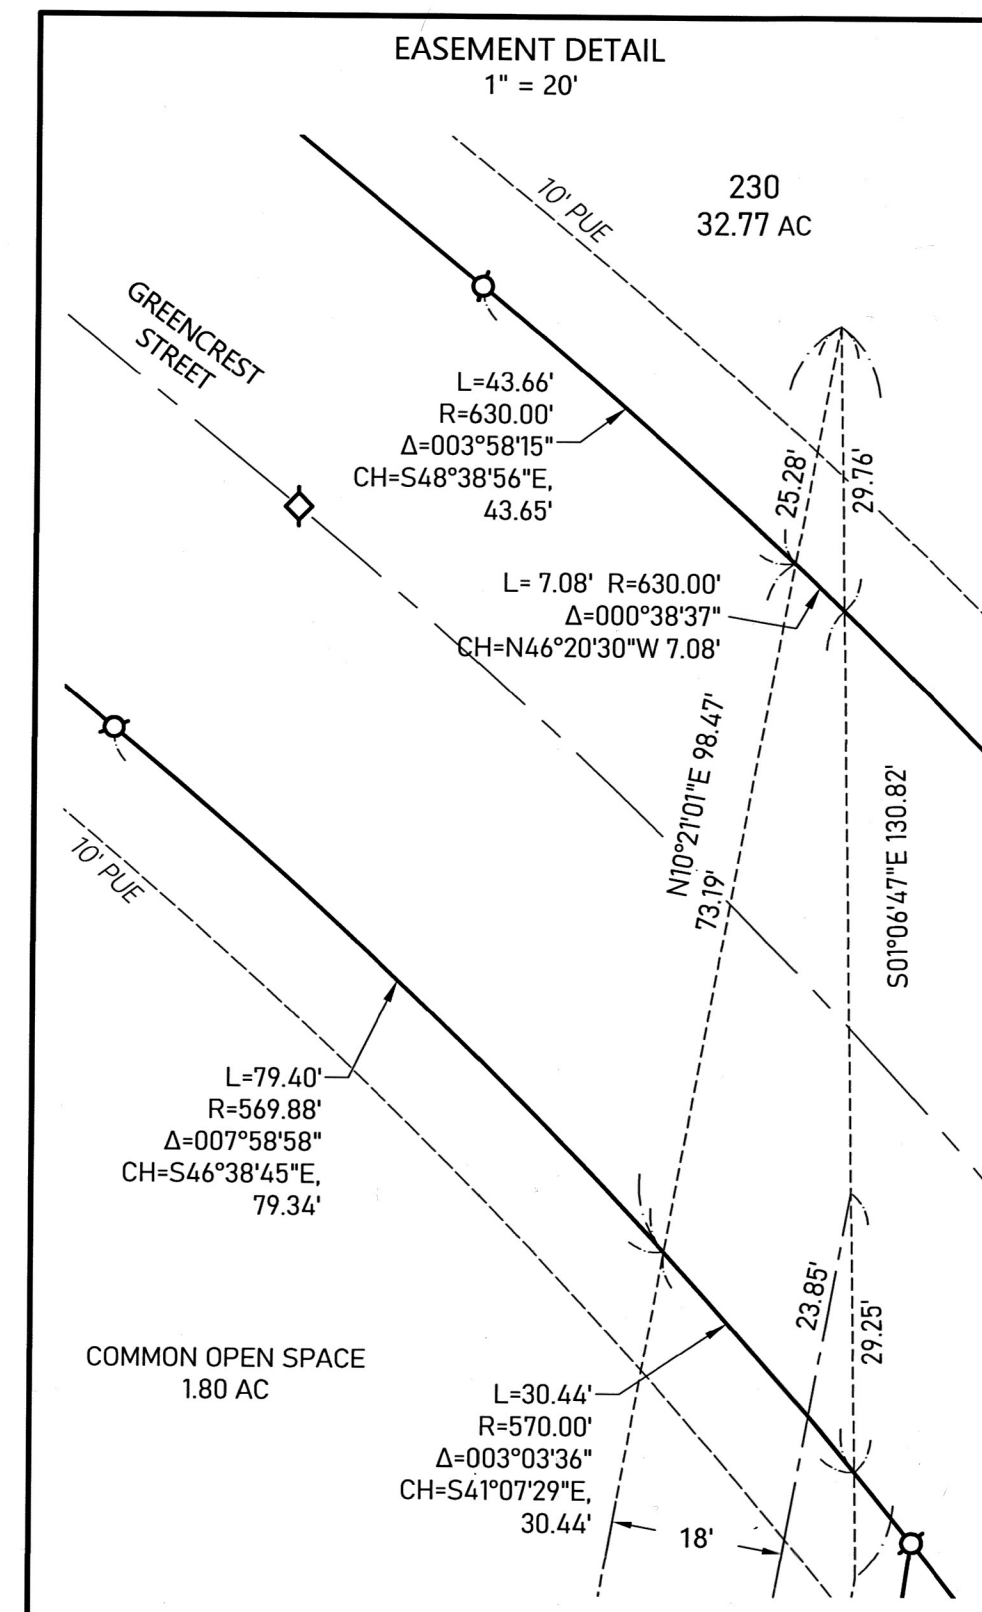 EASEMENT DETAIL
1" = 20'
10' PUE
230
32.77 AC
GREENCREST
STREET
L=43.66'
R=630.00'
Δ=003°58'15"
CH=S48°38'56"E,
43.65'
25.28'
29.76'
L= 7.08' R=630.00'
Δ=000°38'37"
CH=N46°20'30"W 7.08'
N10°21'01"E 98.47'
73.19'
S01°06'47"E 130.82'
10' PUE
L=79.40'
R=569.88'
Δ=007°58'58"
CH=S46°38'45"E,
79.34'
23.85'
29.25'
COMMON OPEN SPACE
1.80 AC
L=30.44'
R=570.00'
Δ=003°03'36"
CH=S41°07'29"E,
30.44'
18'